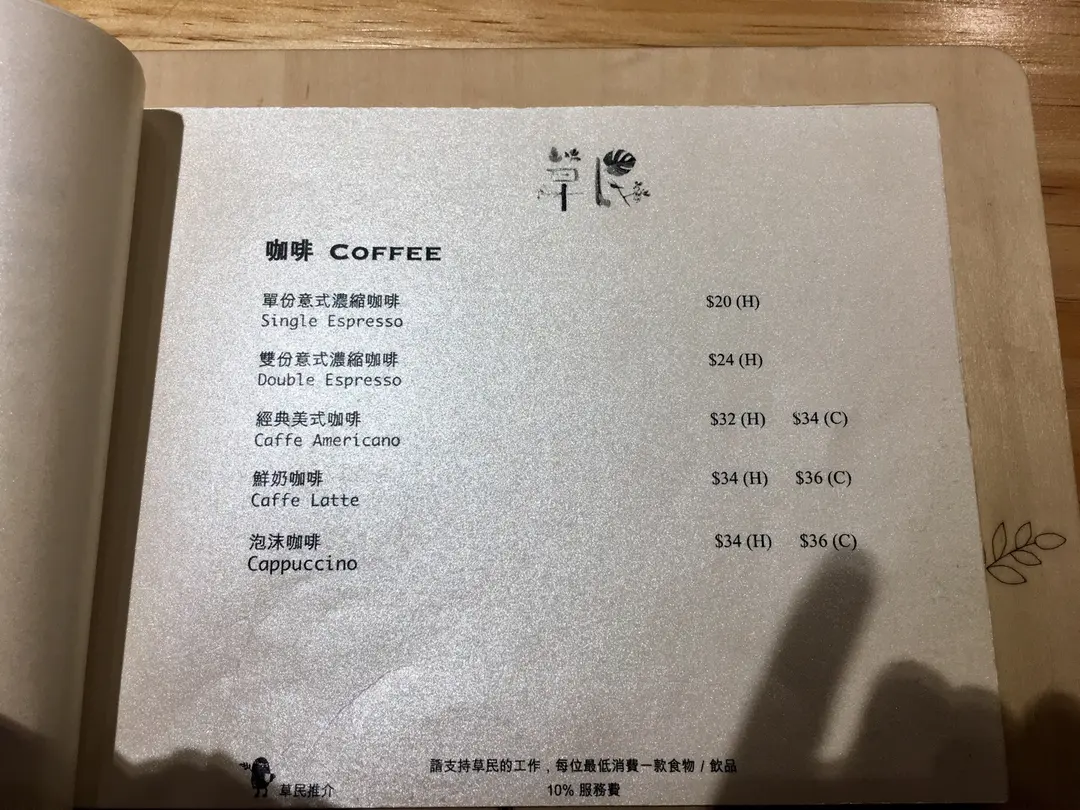 草民
咖啡 COFFEE
單份意式濃縮咖啡 $20 (H)
Single Espresso
雙份意式濃縮咖啡 $24 (H)
Double Espresso
經典美式咖啡 $32 (H) $34 (C)
Caffe Americano
鮮奶咖啡 $34 (H) $36 (C)
Caffe Latte
泡沫咖啡 $34 (H) $36 (C)
Cappuccino
請支持草民的工作，每位最低消費一款食物 / 飲品
草民推介 10% 服務費